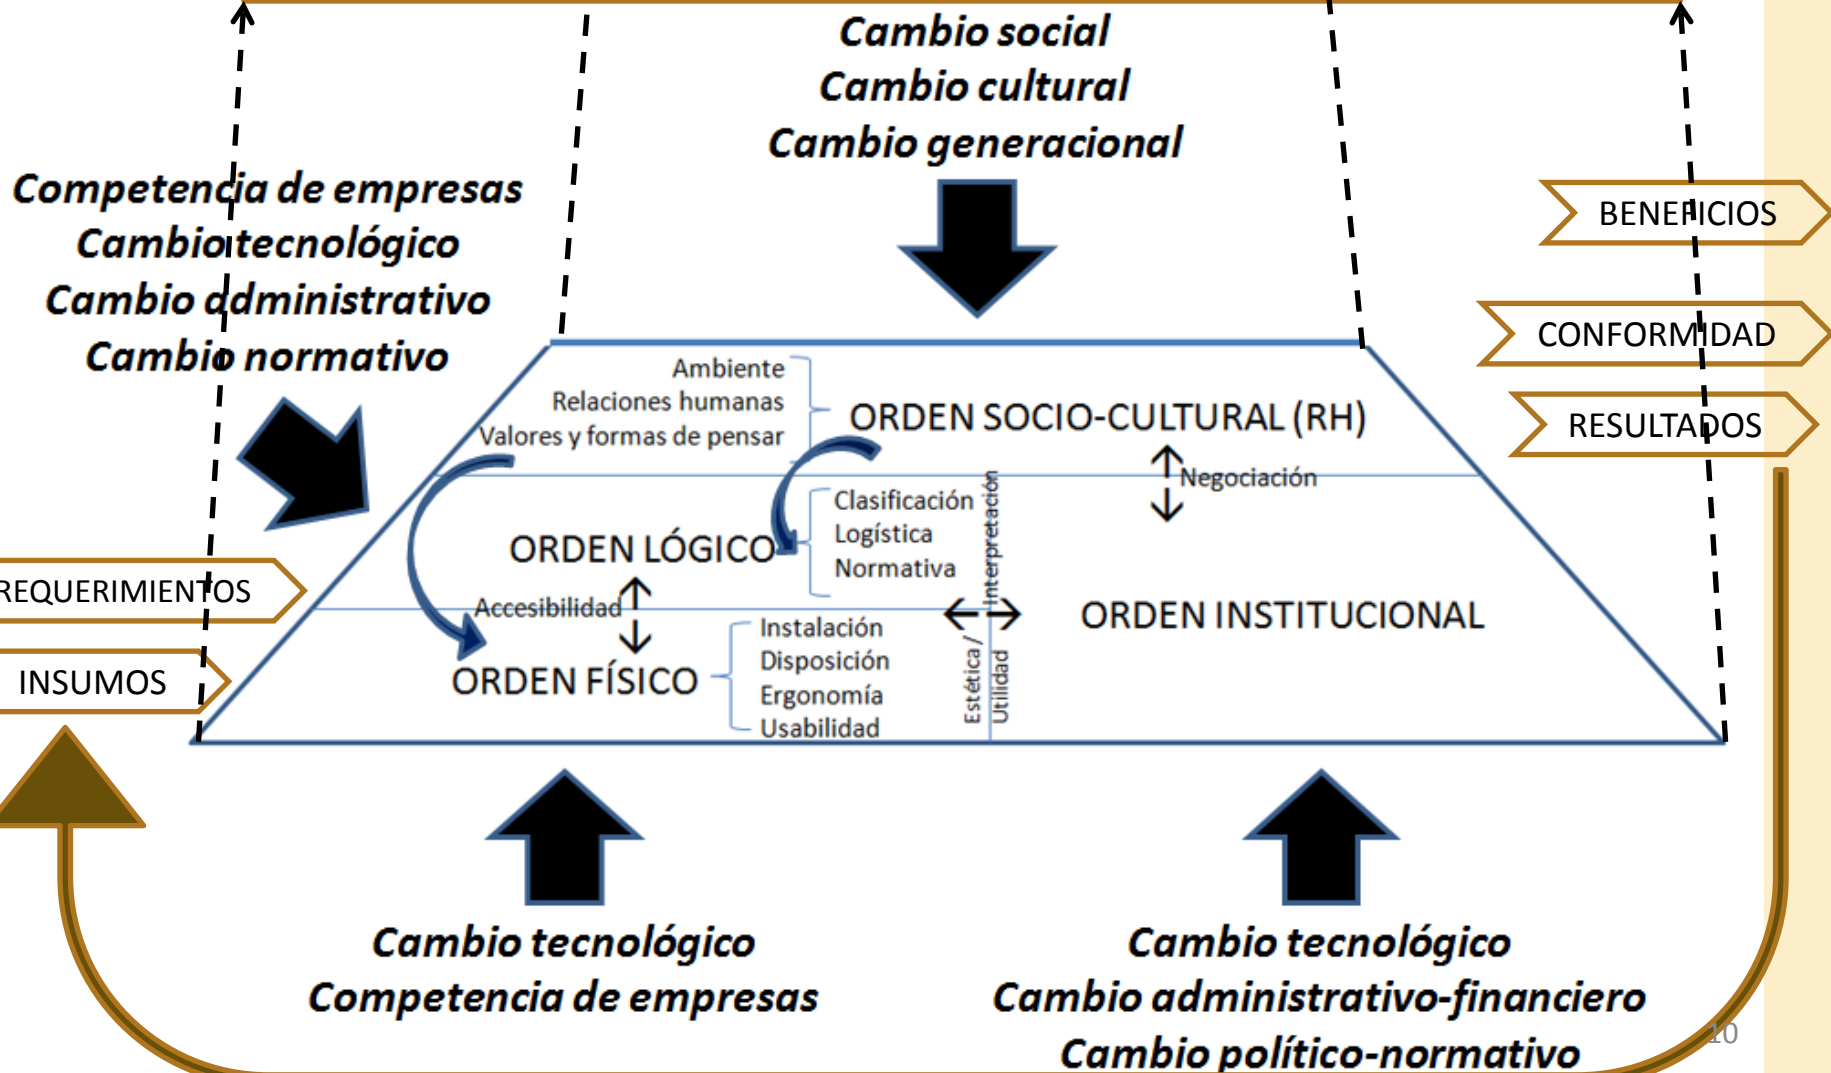 Cambio social
Cambio cultural
Cambio generacional
Competencia de empresas
Cambio tecnológico
Cambio administrativo
Cambio normativo
BENEFICIOS
CONFORMIDAD
RESULTADOS
Ambiente
Relaciones humanas
Valores y formas de pensar
ORDEN SOCIO-CULTURAL (RH)
Negociación
Clasificación
Logística
Normativa
ORDEN LÓGICO
Interpretación
Accesibilidad
ORDEN INSTITUCIONAL
REQUERIMIENTOS
INSUMOS
Instalación
Disposición
Ergonomía
Usabilidad
ORDEN FÍSICO
Estética/
Utilidad
Cambio tecnológico
Competencia de empresas
Cambio tecnológico
Cambio administrativo-financiero
Cambio político-normativo
10